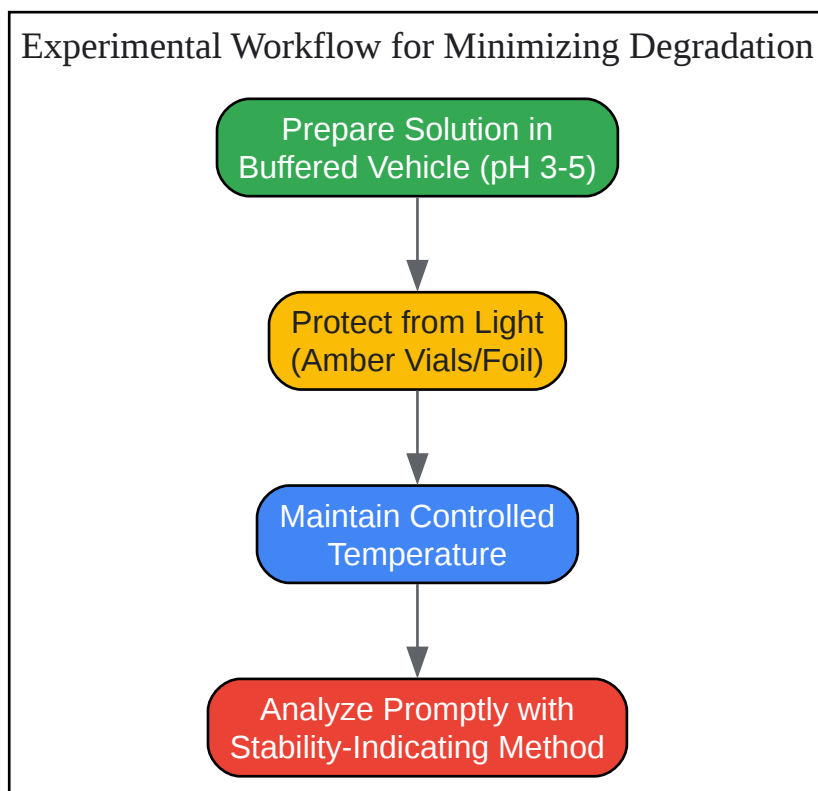 Experimental Workflow for Minimizing Degradation
Prepare Solution in
Buffered Vehicle (pH 3-5)
Protect from Light
(Amber Vials/Foil)
Maintain Controlled
Temperature
Analyze Promptly with
Stability-Indicating Method